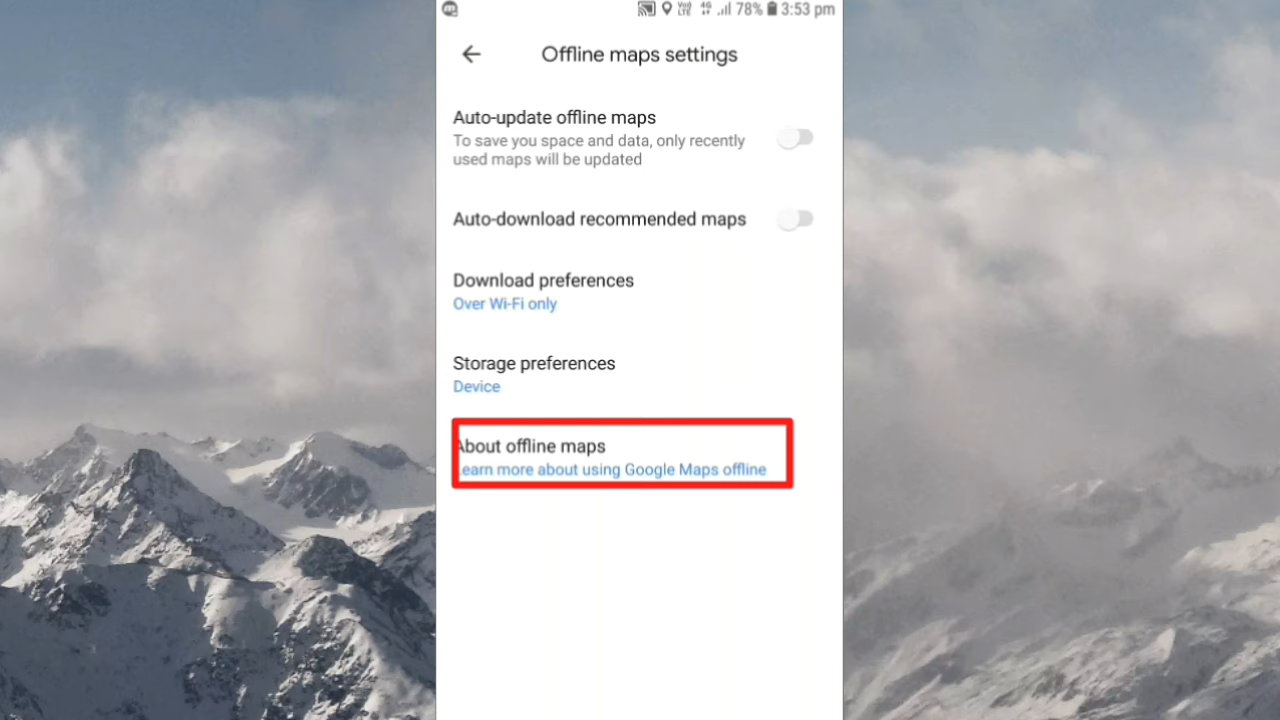 VoLTE 4G 78% 3:53 pm
Offline maps settings
Auto-update offline maps
To save you space and data, only recently
used maps will be updated
Auto-download recommended maps
Download preferences
Over Wi-Fi only
Storage preferences
Device
About offline maps
earn more about using Google Maps offline